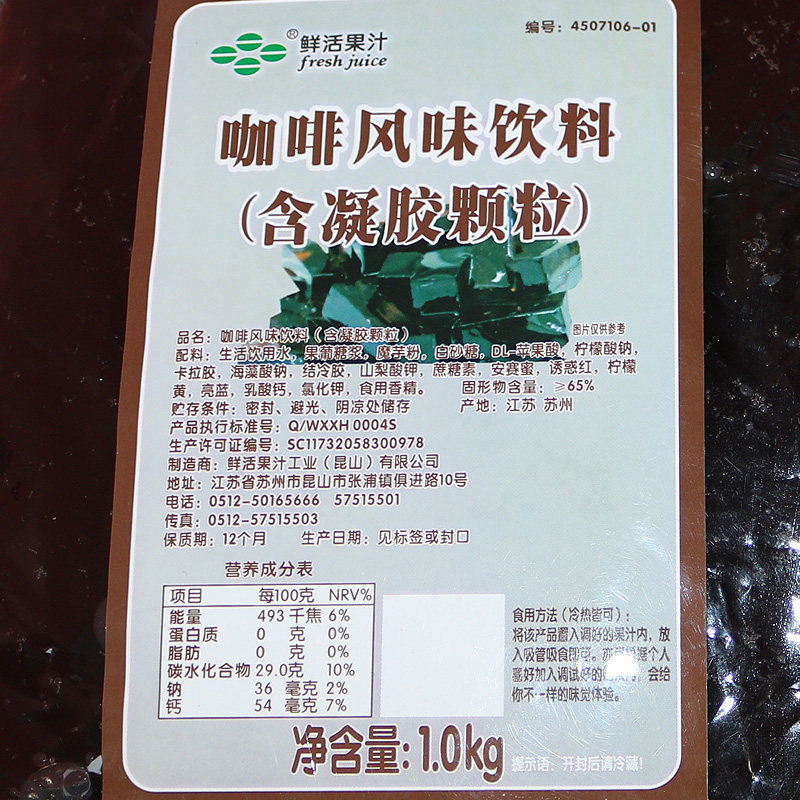 ®鲜活果汁
fresh juice
编号：4507106-01
咖啡风味饮料
(含凝胶颗粒)
图片仅供参考
品名：咖啡风味饮料（含凝胶颗粒）
配料：生活饮用水，果葡糖浆，魔芋粉，白砂糖，DL-苹果酸，柠檬酸钠，
卡拉胶，海藻酸钠，结冷胶，山梨酸钾，蔗糖素，安赛蜜，诱惑红，柠檬
黄，亮蓝，乳酸钙，氯化钾，食用香精。 固形物含量：≥65%
贮存条件：密封、避光、阴凉处储存 产地：江苏 苏州
产品执行标准号：Q/WXXH 0004S
生产许可证编号：SC11732058300978
制造商：鲜活果汁工业（昆山）有限公司
地址：江苏省苏州市昆山市张浦镇俱进路10号
电话：0512-50165666 57515501
传真：0512-57515503
保质期：12个月 生产日期：见标签或封口
营养成分表
项目 每100克 NRV%
能量 493 千焦 6%
蛋白质 0 克 0%
脂肪 0 克 0%
碳水化合物 29.0克 10%
钠 36 毫克 2%
钙 54 毫克 7%
食用方法（冷热皆可）：
将该产品置入调好的果汁内，放
入吸管吸食即可。亦可根据个人
喜好加入调试好的 会给
你不一样的味觉体验。
净含量：1.0kg
提示语：开封后请冷藏！